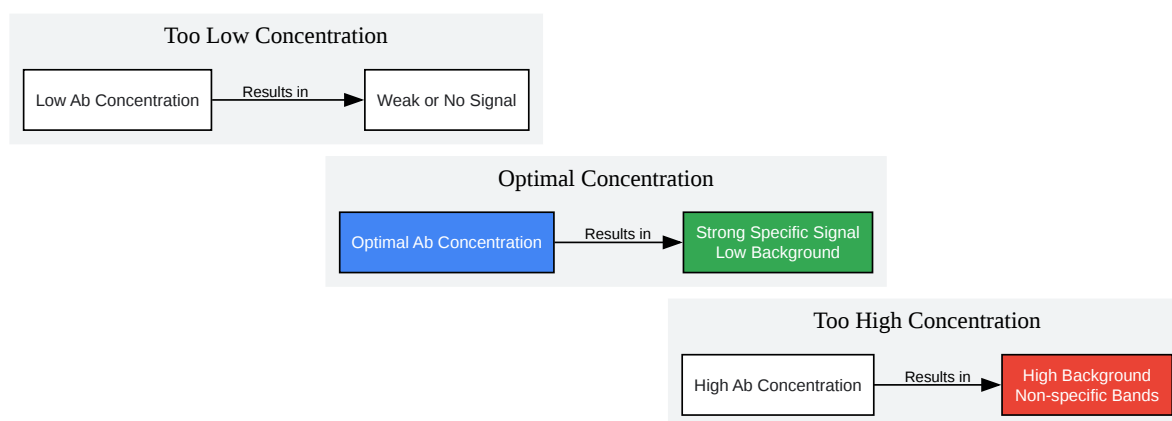 Too Low Concentration
Low Ab Concentration
Results in
Weak or No Signal
Optimal Concentration
Optimal Ab Concentration
Results in
Strong Specific Signal
Low Background
Too High Concentration
High Ab Concentration
Results in
High Background
Non-specific Bands